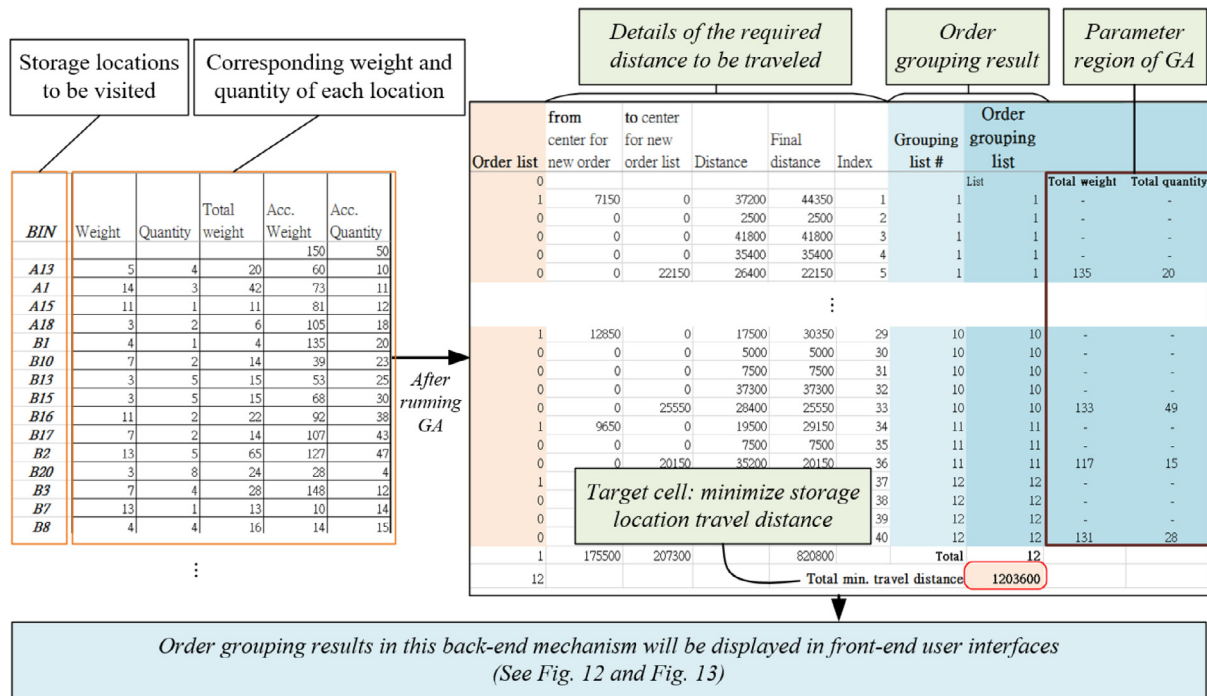 Storage locations
to be visited
Corresponding weight and
quantity of each location
Details of the required
distance to be traveled
Order
grouping result
Parameter
region of GA
BIN Weight Quantity Total weight Acc. Weight Acc. Quantity
150 50
A13 5 4 20 60 10
A1 14 3 42 73 11
A15 11 1 11 81 12
A18 3 2 6 105 18
B1 4 1 4 135 20
B10 7 2 14 39 23
B13 3 5 15 53 25
B15 3 5 15 68 30
B16 11 2 22 92 38
B17 7 2 14 107 43
B2 13 5 65 127 47
B20 3 8 24 28 4
B3 7 4 28 148 12
B7 13 1 13 10 14
B8 4 4 16 14 15
⋮
After
running
GA
Order list from center for new order to center for new order list Distance Final distance Index Grouping list # Order grouping list
0 List Total weight Total quantity
1 7150 0 37200 44350 1 1 1 - -
0 0 0 2500 2500 2 1 1 - -
0 0 0 41800 41800 3 1 1 - -
0 0 0 35400 35400 4 1 1 - -
0 0 22150 26400 22150 5 1 1 135 20
⋮
1 12850 0 17500 30350 29 10 10 - -
0 0 0 5000 5000 30 10 10 - -
0 0 0 7500 7500 31 10 10 - -
0 0 0 37300 37300 32 10 10 - -
0 0 25550 28400 25550 33 10 10 133 49
1 9650 0 19500 29150 34 11 11 - -
0 0 0 7500 7500 35 11 11 - -
0 0 20150 35200 20150 36 11 11 117 15
1 37 12 12 - -
0 38 12 12 - -
0 39 12 12 - -
0 40 12 12 131 28
1 175500 207300 820800 Total 12
12 Total min. travel distance 1203600
Target cell: minimize storage
location travel distance
Order grouping results in this back-end mechanism will be displayed in front-end user interfaces
(See Fig. 12 and Fig. 13)